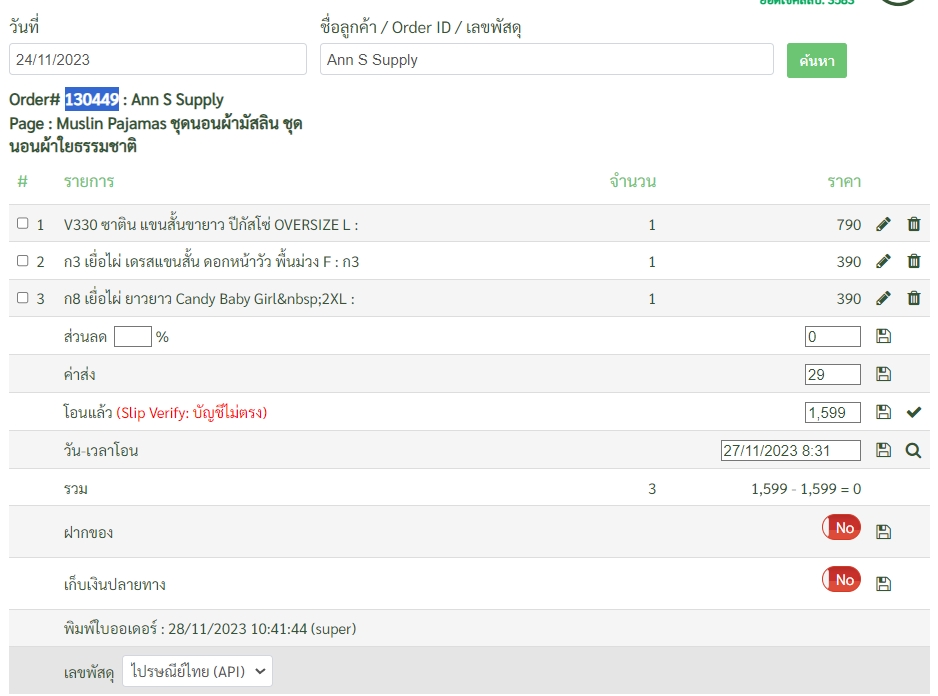 ยอดเช็คสลิป: 3583
วันที่ ชื่อลูกค้า / Order ID / เลขพัสดุ
24/11/2023 Ann S Supply ค้นหา
Order# 130449 : Ann S Supply
Page : Muslin Pajamas ชุดนอนผ้ามัสลิน ชุด
นอนผ้าใยธรรมชาติ
# รายการ จำนวน ราคา
1 V330 ซาติน แขนสั้นขายาว ปีกัสโซ่ OVERSIZE L : 1 790
2 ก3 เยื่อไผ่ เดรสแขนสั้น ดอกหน้าวัว พื้นม่วง F : ก3 1 390
3 ก8 เยื่อไผ่ ยาวยาว Candy Baby Girl&nbsp;2XL : 1 390
ส่วนลด % 0
ค่าส่ง 29
โอนแล้ว (Slip Verify: บัญชีไม่ตรง) 1,599
วัน-เวลาโอน 27/11/2023 8:31
รวม 3 1,599 - 1,599 = 0
ฝากของ No
เก็บเงินปลายทาง No
พิมพ์ใบออเดอร์ : 28/11/2023 10:41:44 (super)
เลขพัสดุ ไปรษณีย์ไทย (API)